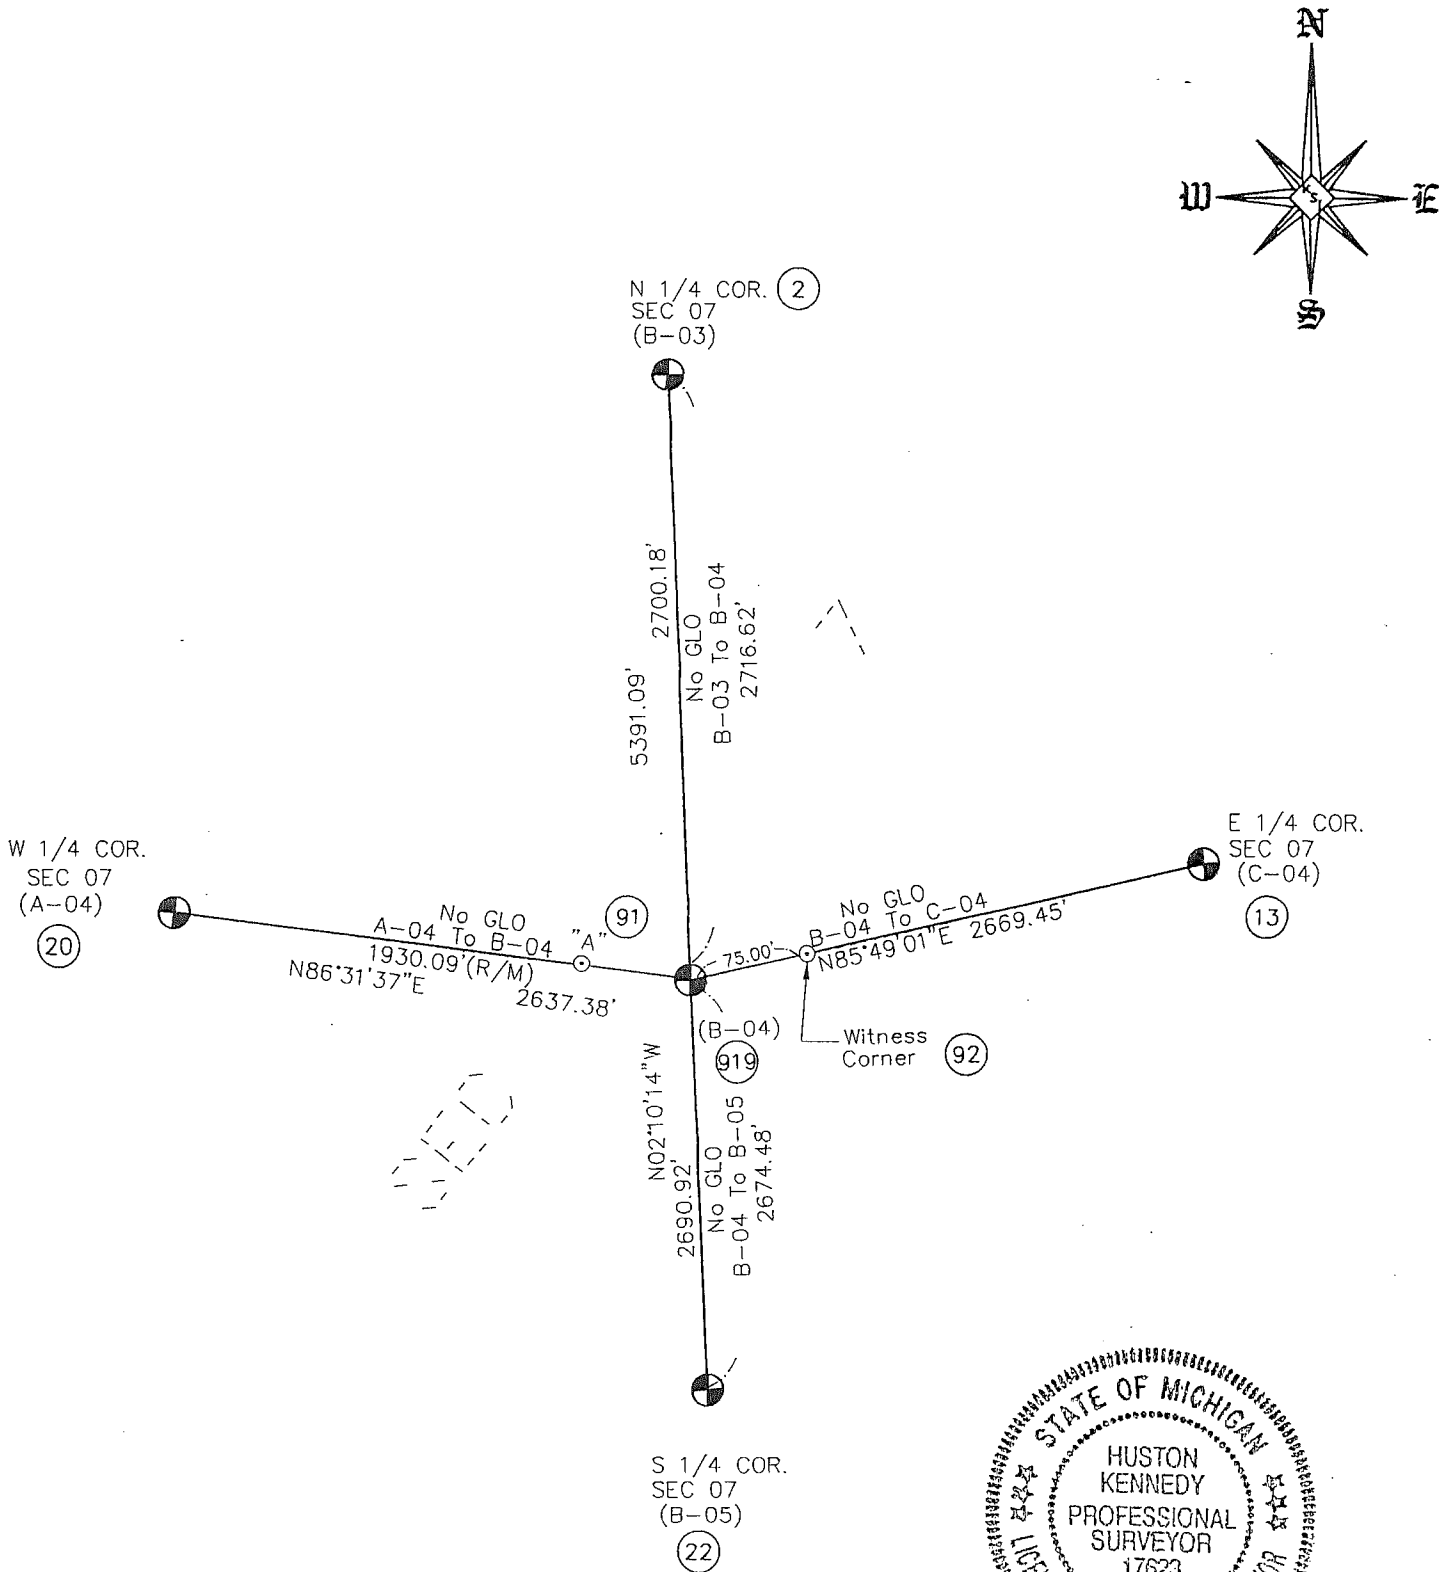 N
W
E
S
N 1/4 COR. 2
SEC 07
(B-03)
2700.18'
5391.09'
No GLO
B-03 To B-04
2716.62'
W 1/4 COR.
SEC 07
(A-04)
20
No GLO
A-04 To B-04
1930.09'(R/M)
N86°31'37"E
2637.38'
"A"
91
75.00'
E 1/4 COR.
SEC 07
(C-04)
13
No GLO
B-04 To C-04
N85°49'01"E 2669.45'
(B-04)
919
Witness
Corner 92
N02°10'14"W
2690.92'
No GLO
B-04 To B-05
2674.48'
S 1/4 COR.
SEC 07
(B-05)
22
STATE OF MICHIGAN
HUSTON
KENNEDY
PROFESSIONAL
SURVEYOR
17623